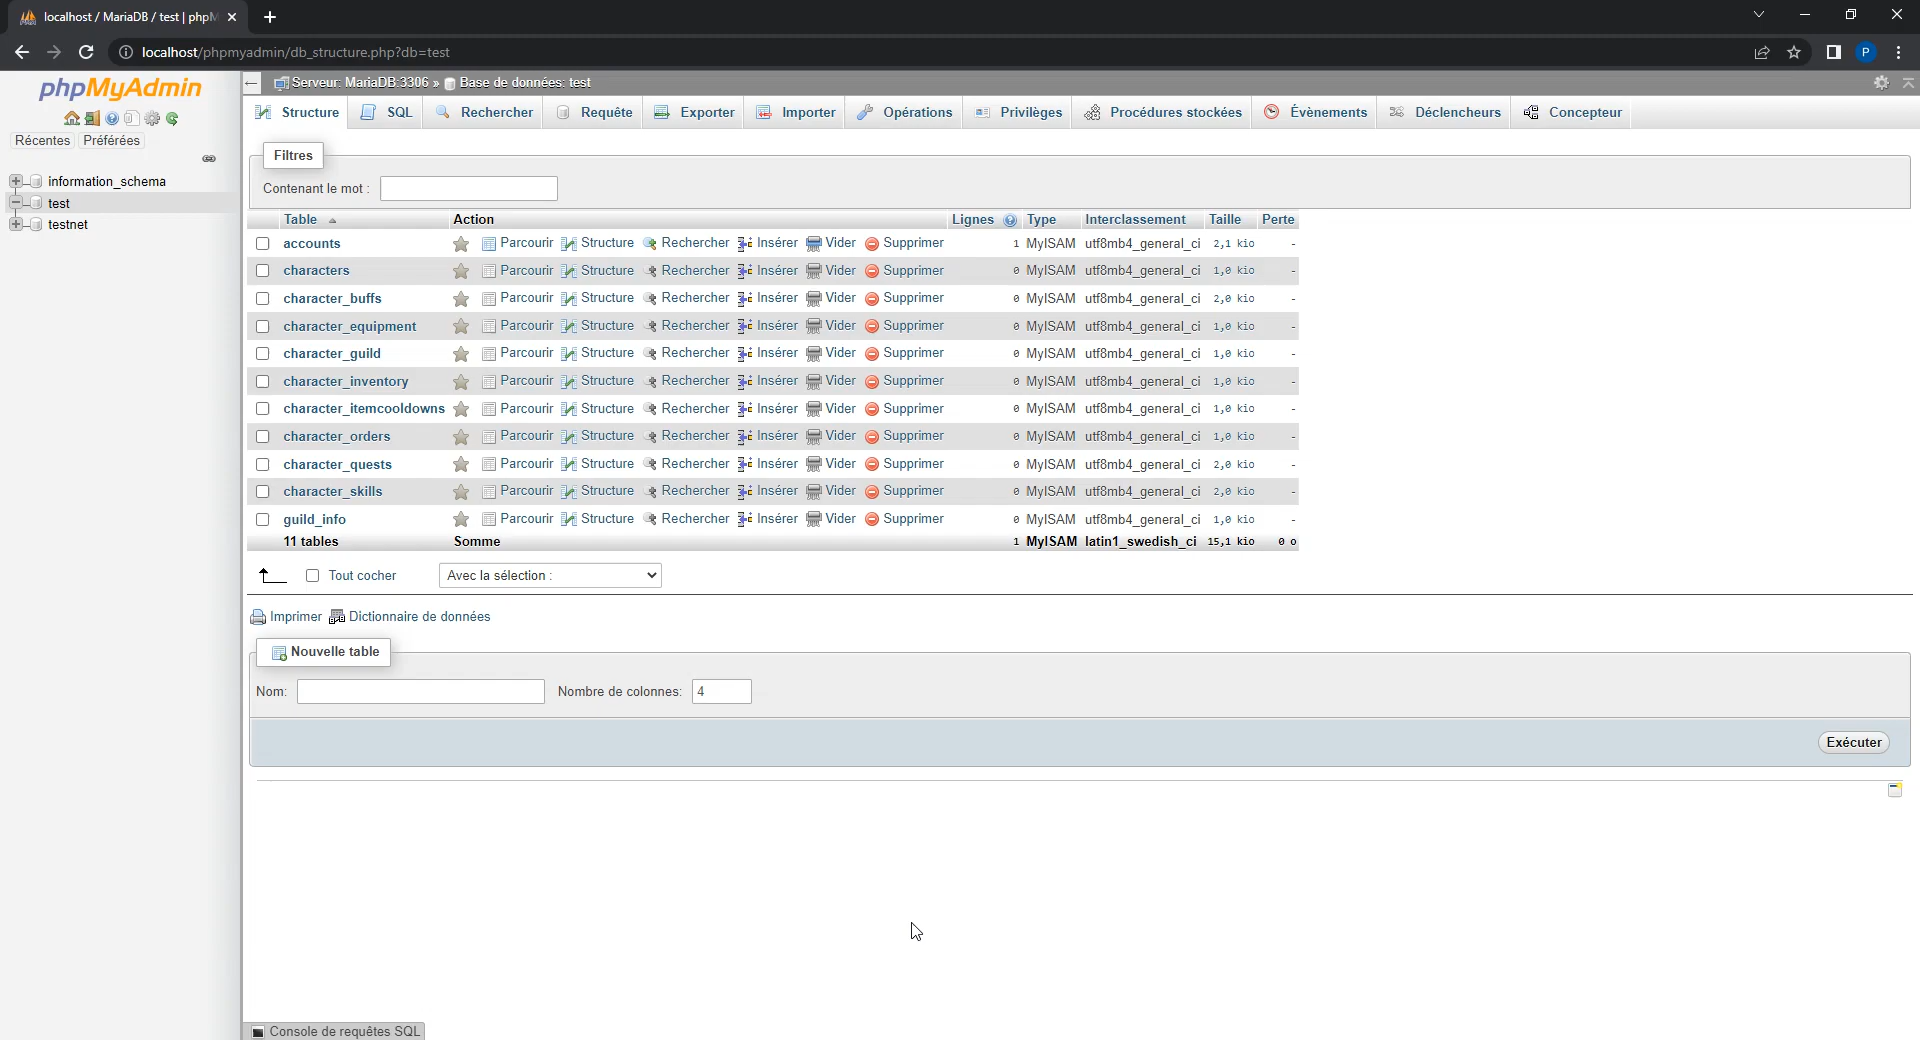 localhost / MariaDB / test | phpM
localhost/phpmyadmin/db_structure.php?db=test
P
phpMyAdmin
Récentes Préférées
information_schema
test
testnet
Serveur: MariaDB:3306 » Base de données: test
Structure SQL Rechercher Requête Exporter Importer Opérations Privilèges Procédures stockées Évènements Déclencheurs Concepteur
Filtres
Contenant le mot :
Table Action Lignes Type Interclassement Taille Perte
accounts Parcourir Structure Rechercher Insérer Vider Supprimer 1 MyISAM utf8mb4_general_ci 2,1 kio -
characters Parcourir Structure Rechercher Insérer Vider Supprimer 0 MyISAM utf8mb4_general_ci 1,0 kio -
character_buffs Parcourir Structure Rechercher Insérer Vider Supprimer 0 MyISAM utf8mb4_general_ci 2,0 kio -
character_equipment Parcourir Structure Rechercher Insérer Vider Supprimer 0 MyISAM utf8mb4_general_ci 1,0 kio -
character_guild Parcourir Structure Rechercher Insérer Vider Supprimer 0 MyISAM utf8mb4_general_ci 1,0 kio -
character_inventory Parcourir Structure Rechercher Insérer Vider Supprimer 0 MyISAM utf8mb4_general_ci 1,0 kio -
character_itemcooldowns Parcourir Structure Rechercher Insérer Vider Supprimer 0 MyISAM utf8mb4_general_ci 1,0 kio -
character_orders Parcourir Structure Rechercher Insérer Vider Supprimer 0 MyISAM utf8mb4_general_ci 1,0 kio -
character_quests Parcourir Structure Rechercher Insérer Vider Supprimer 0 MyISAM utf8mb4_general_ci 2,0 kio -
character_skills Parcourir Structure Rechercher Insérer Vider Supprimer 0 MyISAM utf8mb4_general_ci 2,0 kio -
guild_info Parcourir Structure Rechercher Insérer Vider Supprimer 0 MyISAM utf8mb4_general_ci 1,0 kio -
11 tables Somme 1 MyISAM latin1_swedish_ci 15,1 kio 0 o
Tout cocher Avec la sélection :
Imprimer Dictionnaire de données
Nouvelle table
Nom: Nombre de colonnes: 4
Exécuter
Console de requêtes SQL